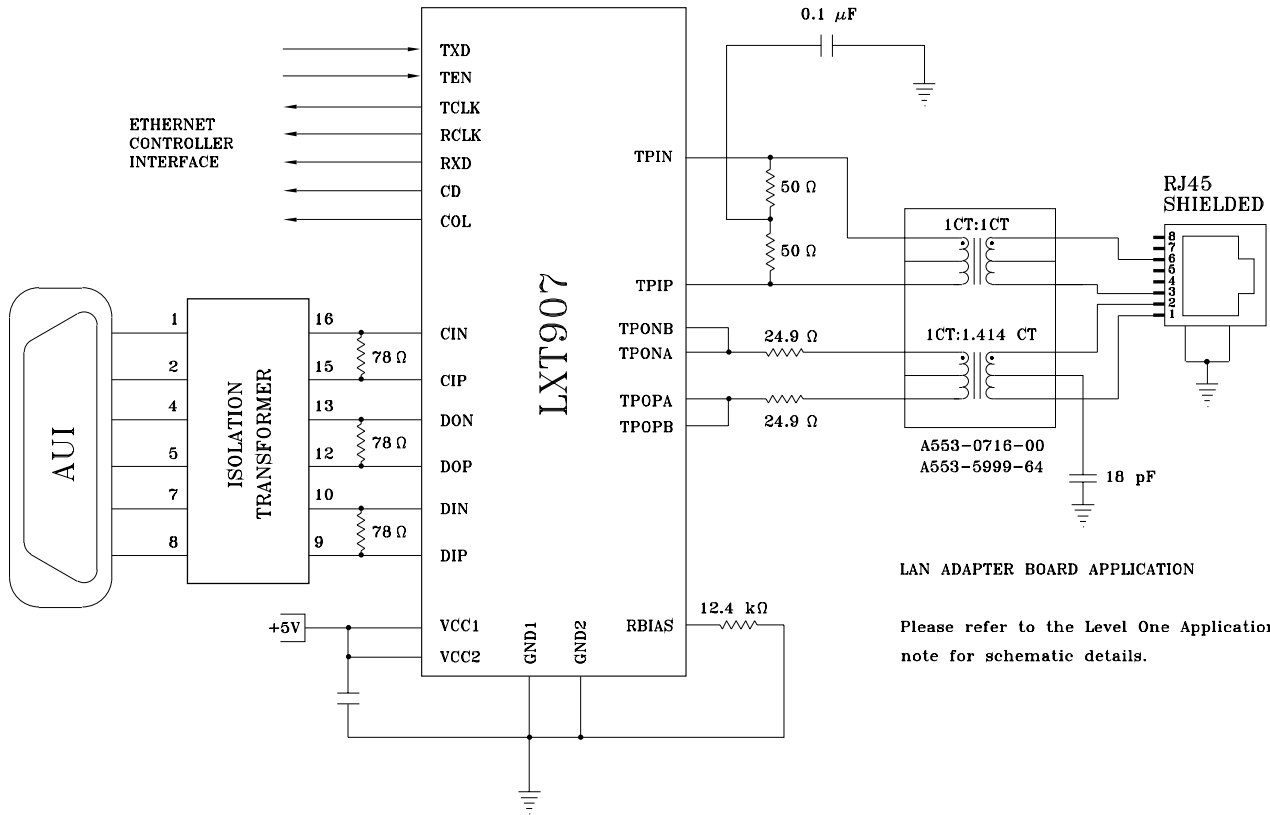 0.1 µF
TXD
TEN
TCLK
RCLK
RXD
CD
COL
ETHERNET
CONTROLLER
INTERFACE
TPIN
50 Ω
50 Ω
TPIP
1CT:1CT
RJ45
SHIELDED
8
7
6
5
4
3
2
1
LXT907
TPONB
TPONA
24.9 Ω
1CT:1.414 CT
TPOPA
TPOPB
24.9 Ω
A553-0716-00
A553-5999-64
18 pF
AUI
1
2
4
5
7
8
ISOLATION
TRANSFORMER
16
15
13
12
10
9
78 Ω
78 Ω
78 Ω
CIN
CIP
DON
DOP
DIN
DIP
LAN ADAPTER BOARD APPLICATION
Please refer to the Level One Application
note for schematic details.
+5V
VCC1
VCC2
GND1
GND2
RBIAS
12.4 kΩ